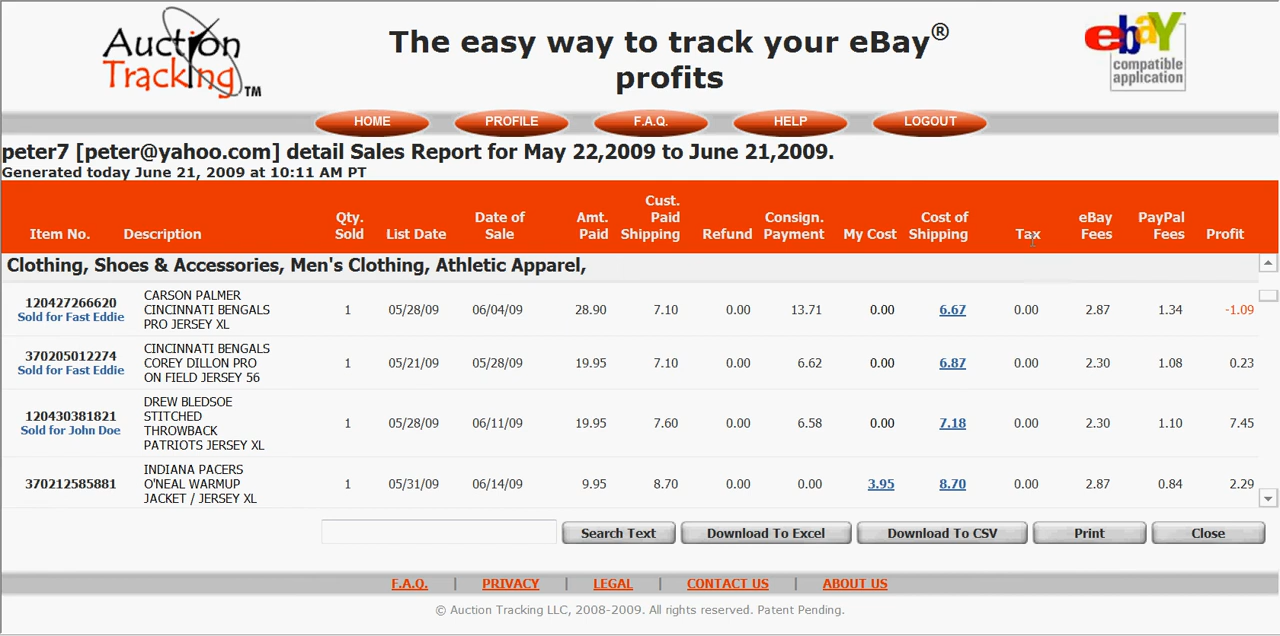 Auction
Tracking TM
The easy way to track your eBay®
profits
ebay
compatible
application
HOME PROFILE F.A.Q. HELP LOGOUT
peter7 [peter@yahoo.com] detail Sales Report for May 22,2009 to June 21,2009.
Generated today June 21, 2009 at 10:11 AM PT
Item No. Description Qty. Sold List Date Date of Sale Amt. Paid Cust. Paid Shipping Refund Consign. Payment My Cost Cost of Shipping Tax eBay Fees PayPal Fees Profit
Clothing, Shoes & Accessories, Men's Clothing, Athletic Apparel,
120427266620 CARSON PALMER 
Sold for Fast Eddie CINCINNATI BENGALS 1 05/28/09 06/04/09 28.90 7.10 0.00 13.71 0.00 6.67 0.00 2.87 1.34 -1.09
PRO JERSEY XL
370205012274 CINCINNATI BENGALS
Sold for Fast Eddie COREY DILLON PRO 1 05/21/09 05/28/09 19.95 7.10 0.00 6.62 0.00 6.87 0.00 2.30 1.08 0.23
ON FIELD JERSEY 56
DREW BLEDSOE
120430381821 STITCHED
Sold for John Doe THROWBACK 1 05/28/09 06/11/09 19.95 7.60 0.00 6.58 0.00 7.18 0.00 2.30 1.10 7.45
PATRIOTS JERSEY XL
INDIANA PACERS
370212585881 O'NEAL WARMUP 1 05/31/09 06/14/09 9.95 8.70 0.00 0.00 3.95 8.70 0.00 2.87 0.84 2.29
JACKET / JERSEY XL
Search Text Download To Excel Download To CSV Print Close
F.A.Q. | PRIVACY | LEGAL | CONTACT US | ABOUT US
© Auction Tracking LLC, 2008-2009. All rights reserved. Patent Pending.